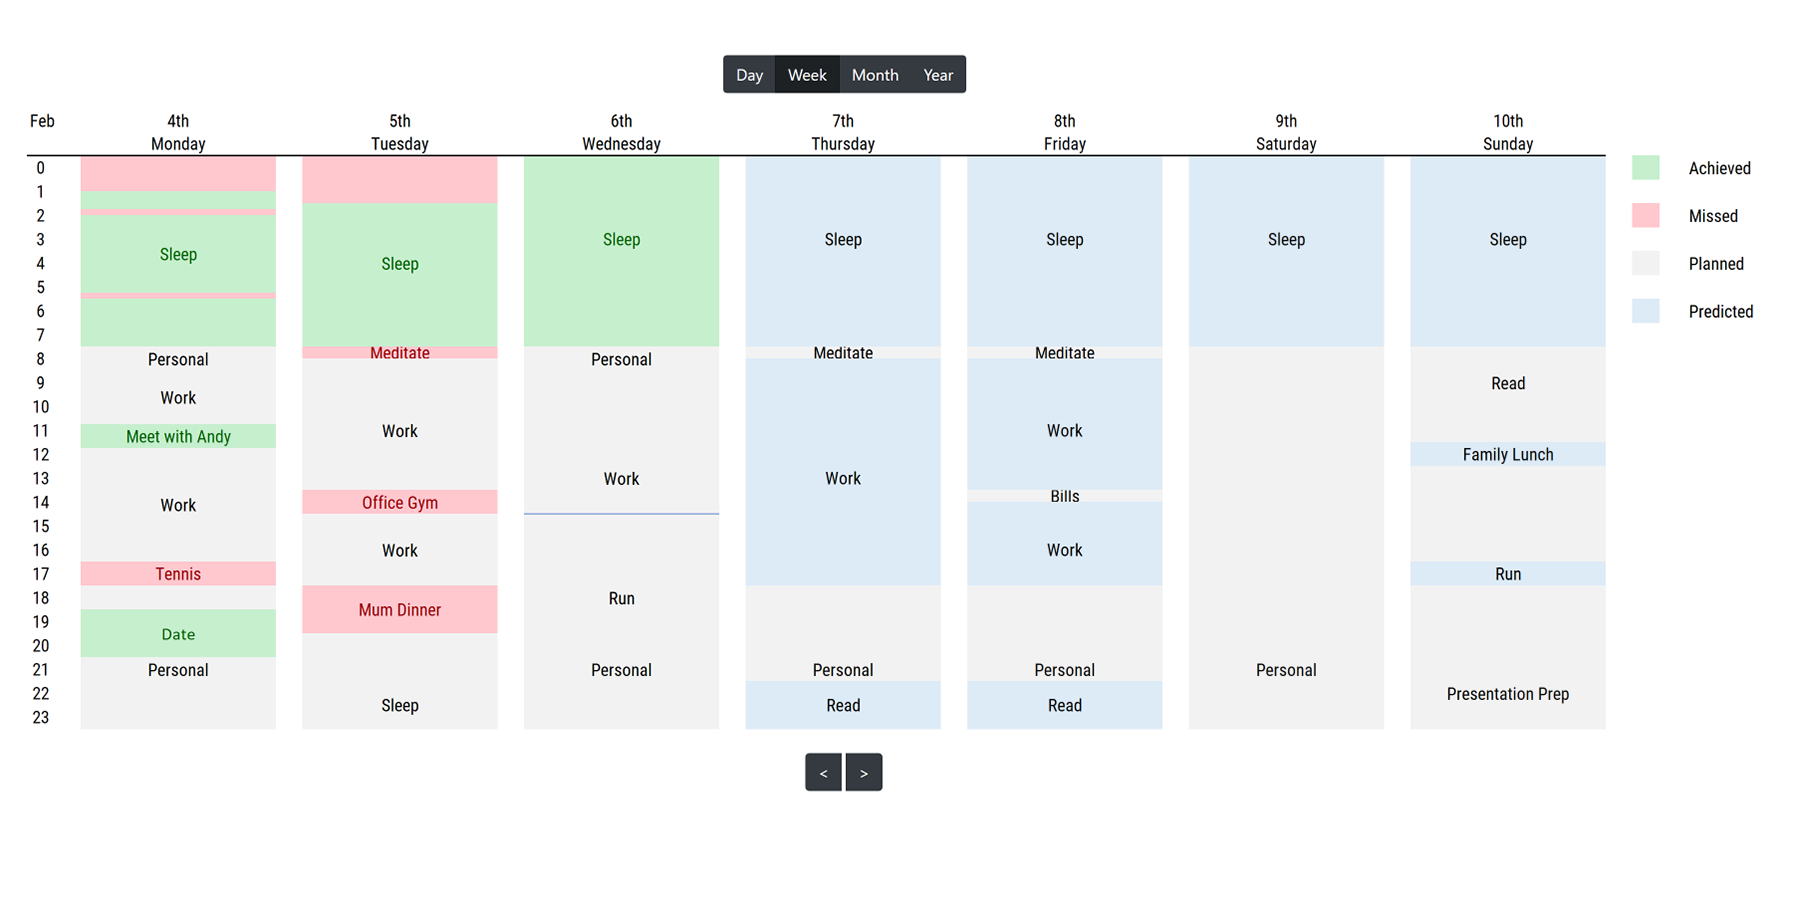 Day Week Month Year
Feb 4th 5th 6th 7th 8th 9th 10th
Monday Tuesday Wednesday Thursday Friday Saturday Sunday
0
Achieved
1
2
Missed
3 Sleep Sleep Sleep Sleep Sleep
Sleep
4 Sleep
Planned
5
6
Predicted
7
Meditate Meditate Meditate
8 Personal Personal
9 Read
Work
10
11 Work Work
Meet with Andy
12 Family Lunch
13 Work Work
Bills
14 Office Gym
Work
15
16 Work Work
17 Tennis Run
18 Run
Mum Dinner
19
Date
20
21 Personal Personal Personal Personal Personal
22 Presentation Prep
Sleep Read Read
23
< >